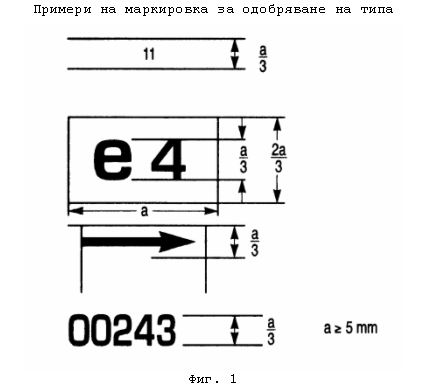 Примери на маркировка за одобряване на типа
11 a/3
e 4 a/3 2a/3
a
a/3
00243 a/3 a ≥ 5 mm
Фиг. 1